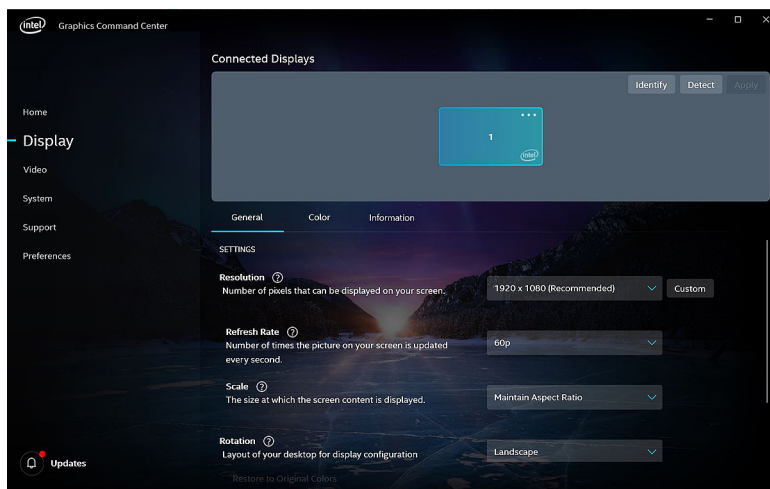 intel Graphics Command Center
Connected Displays
Identify Detect Apply
1
intel
Home
Display
Video
System
Support
Preferences
Updates
General Color Information
SETTINGS
Resolution ?
Number of pixels that can be displayed on your screen.
1920 x 1080 (Recommended)
Custom
Refresh Rate ?
Number of times the picture on your screen is updated
every second.
60p
Scale ?
The size at which the screen content is displayed.
Maintain Aspect Ratio
Rotation ?
Layout of your desktop for display configuration
Landscape
Restore to Original Colors